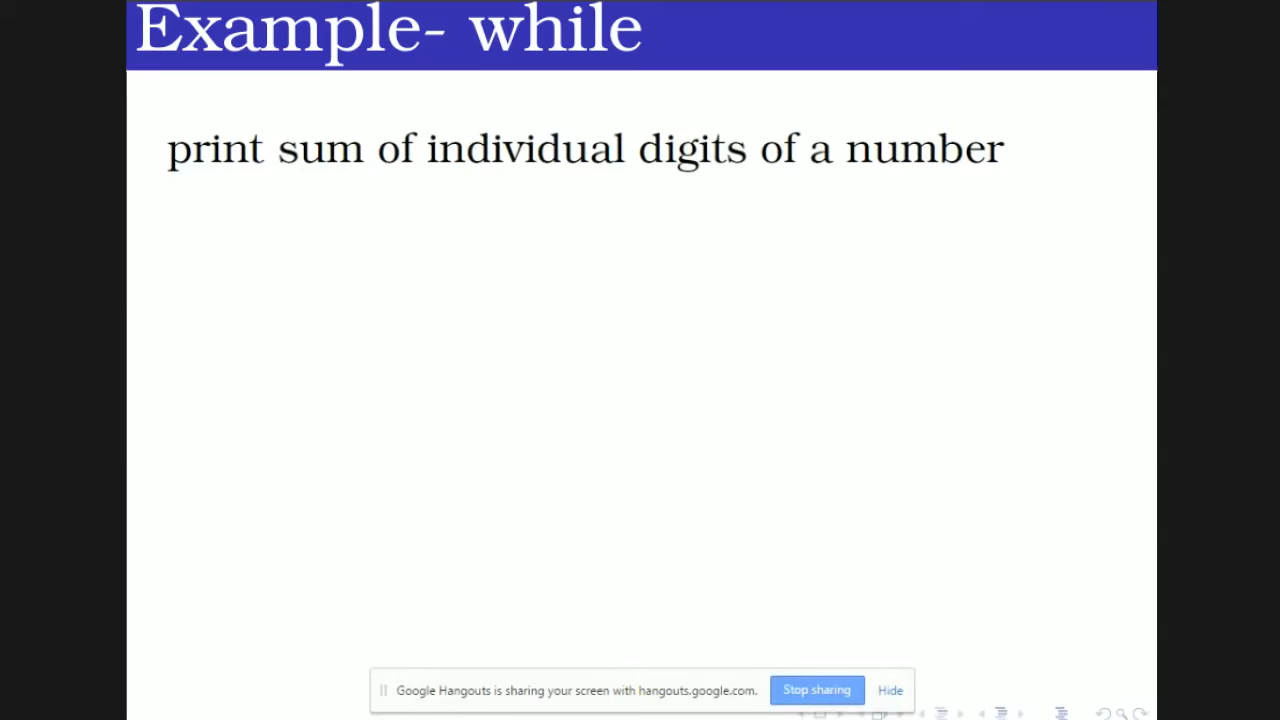 Example- while
print sum of individual digits of a number
Google Hangouts is sharing your screen with hangouts.google.com. Stop sharing Hide